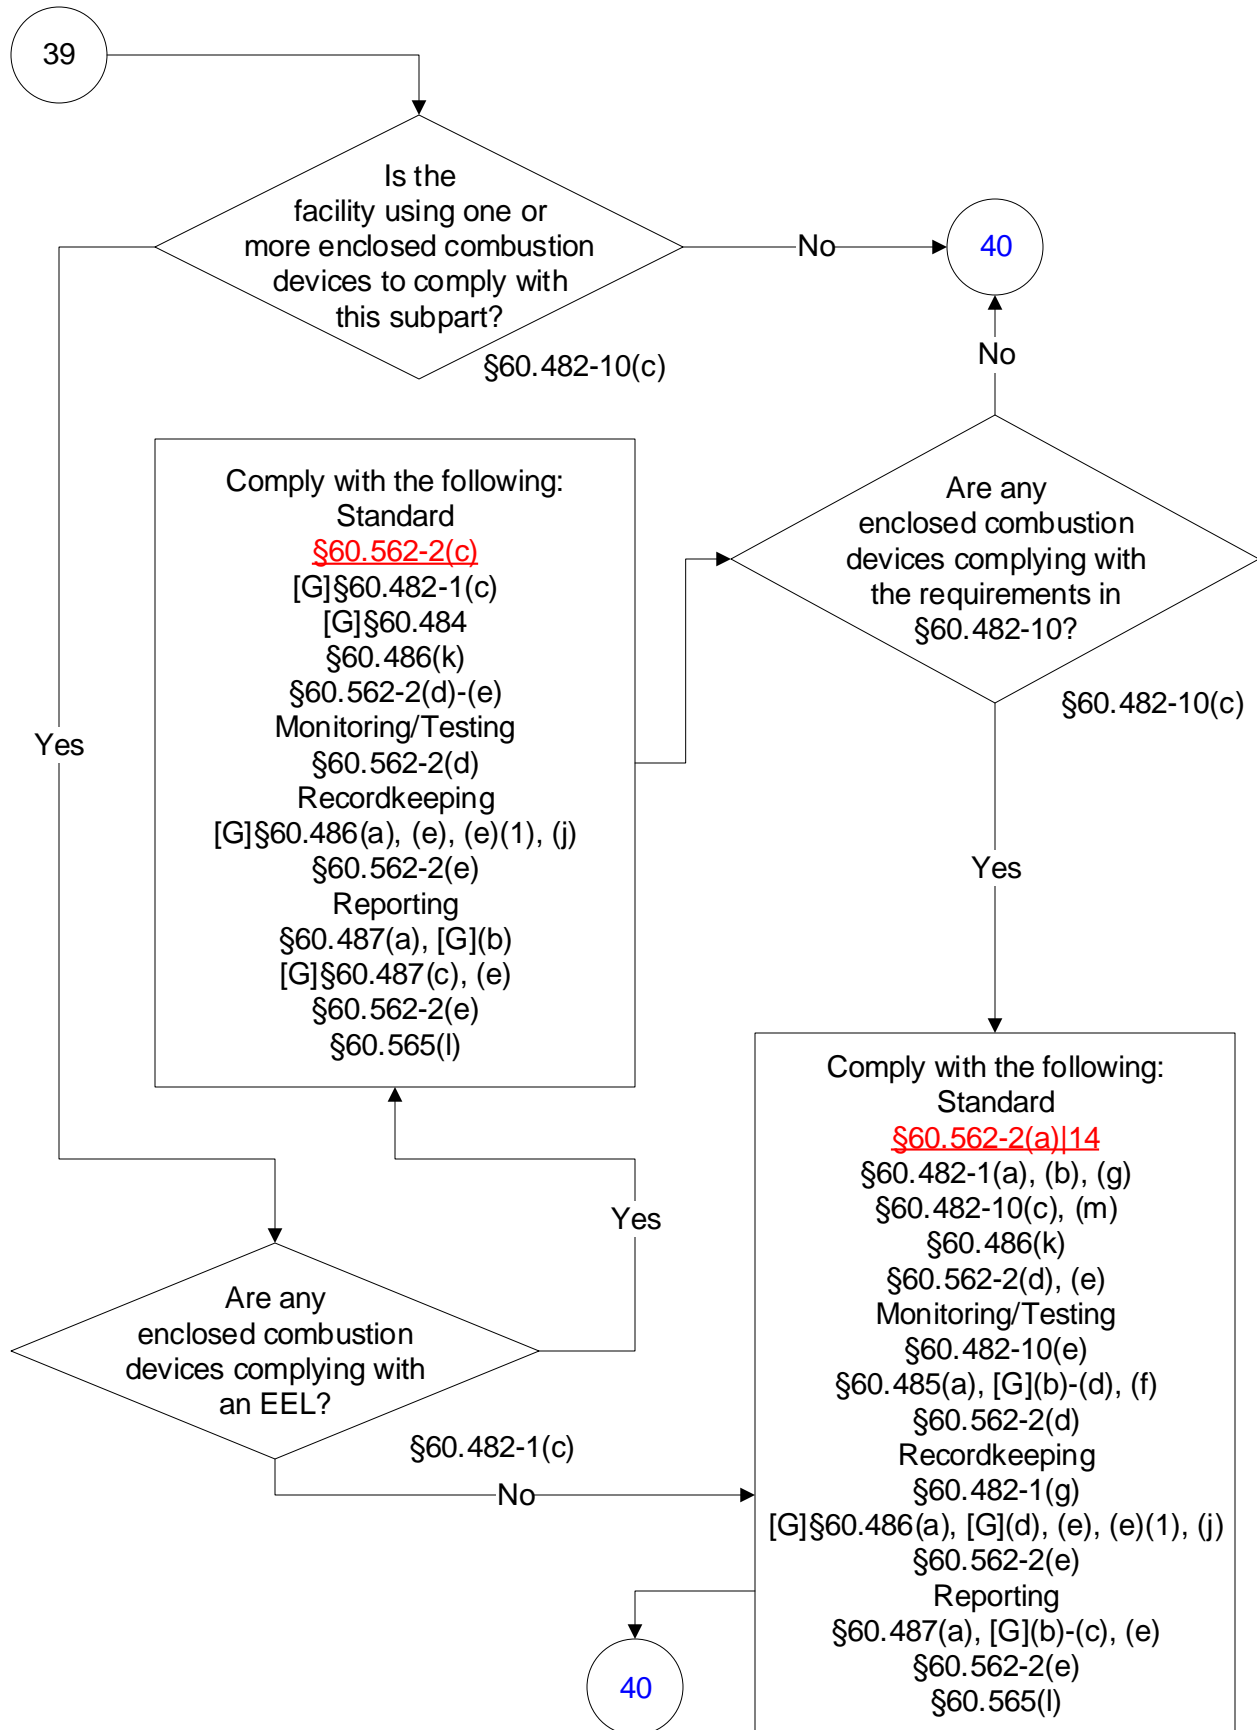 39
Is the
facility using one or
more enclosed combustion
devices to comply with
this subpart?
§60.482-10(c)
No
40
No
Are any
enclosed combustion
devices complying with
the requirements in
§60.482-10?
§60.482-10(c)
Yes
Comply with the following:
Standard
§60.562-2(c)
[G]§60.482-1(c)
[G]§60.484
§60.486(k)
§60.562-2(d)-(e)
Monitoring/Testing
§60.562-2(d)
Recordkeeping
[G]§60.486(a), (e), (e)(1), (j)
§60.562-2(e)
Reporting
§60.487(a), [G](b)
[G]§60.487(c), (e)
§60.562-2(e)
§60.565(l)
Yes
Yes
Are any
enclosed combustion
devices complying with
an EEL?
§60.482-1(c)
No
Comply with the following:
Standard
§60.562-2(a)|14
§60.482-1(a), (b), (g)
§60.482-10(c), (m)
§60.486(k)
§60.562-2(d), (e)
Monitoring/Testing
§60.482-10(e)
§60.485(a), [G](b)-(d), (f)
§60.562-2(d)
Recordkeeping
§60.482-1(g)
[G]§60.486(a), [G](d), (e), (e)(1), (j)
§60.562-2(e)
Reporting
§60.487(a), [G](b)-(c), (e)
§60.562-2(e)
§60.565(l)
40